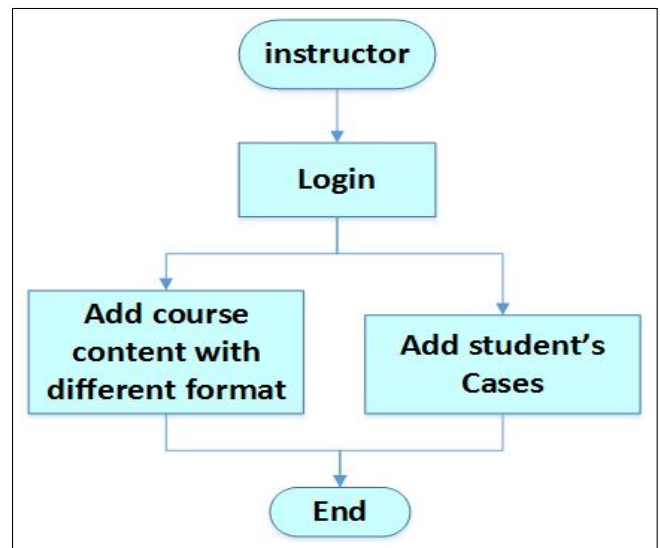 instructor
Login
Add course
content with
different format
Add student’s
Cases
End